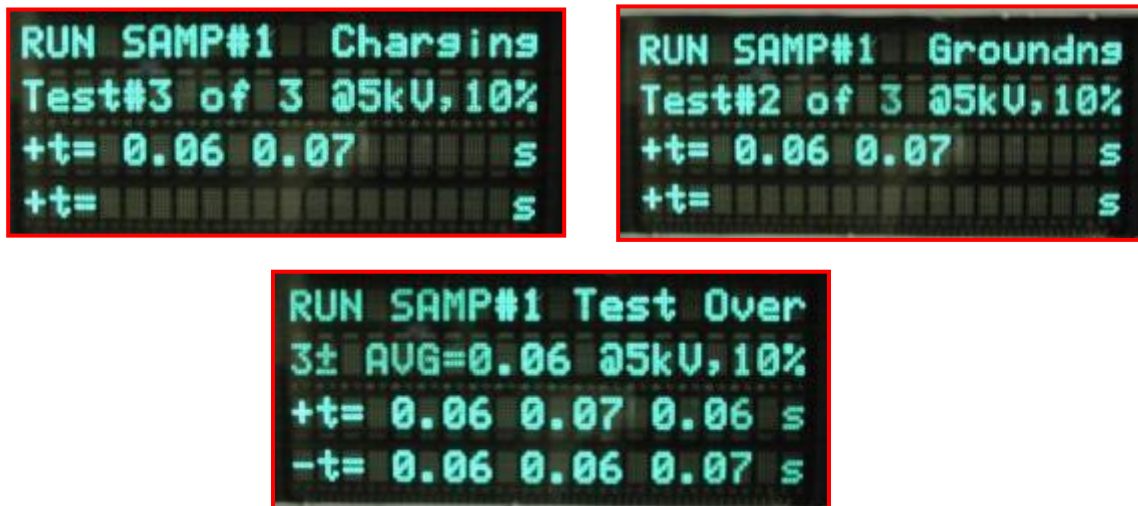 RUN SAMP#1 Charging
Test#3 of 3 @5kV,10%
+t= 0.06 0.07 s
+t= s
RUN SAMP#1 Groundng
Test#2 of 3 @5kV,10%
+t= 0.06 0.07 s
+t= s
RUN SAMP#1 Test Over
3± AVG=0.06 @5kV,10%
+t= 0.06 0.07 0.06 s
-t= 0.06 0.06 0.07 s